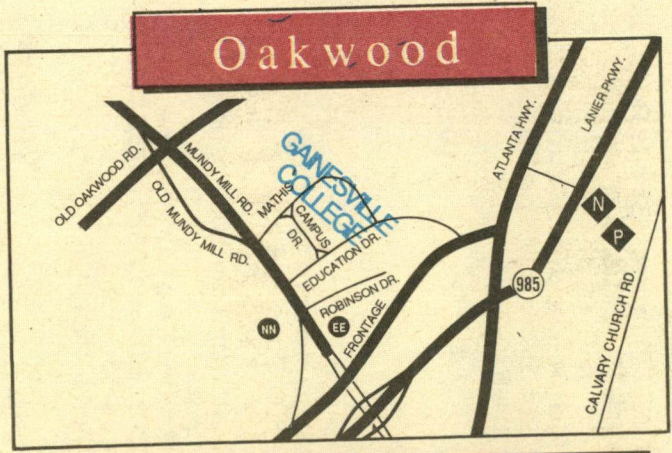 Oakwood
ATLANTA HWY.
LANIER PKWY.
OLD OAKWOOD RD.
MUNDY MILL RD.
OLD MUNDY MILL RD.
GAINESVILLE
COLLEGE
MATHIS
CAMPUS
DR.
EDUCATION DR.
ROBINSON DR.
FRONTAGE
N
P
985
NN
EE
CALVARY CHURCH RD.